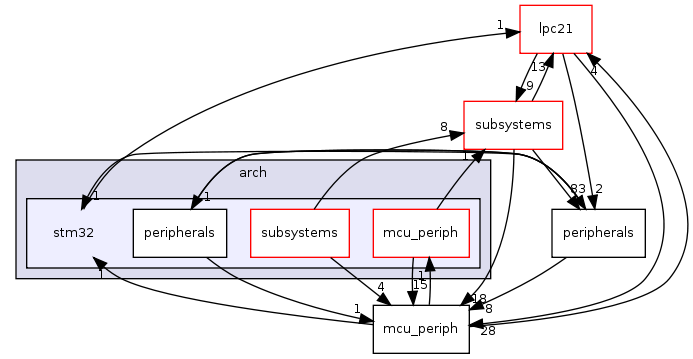 lpc21
1
13
4
9
subsystems
8
1
arch
1
1
83
2
stm32
peripherals
subsystems
mcu_periph
peripherals
1
1
15
4
18
8
1
mcu_periph
28